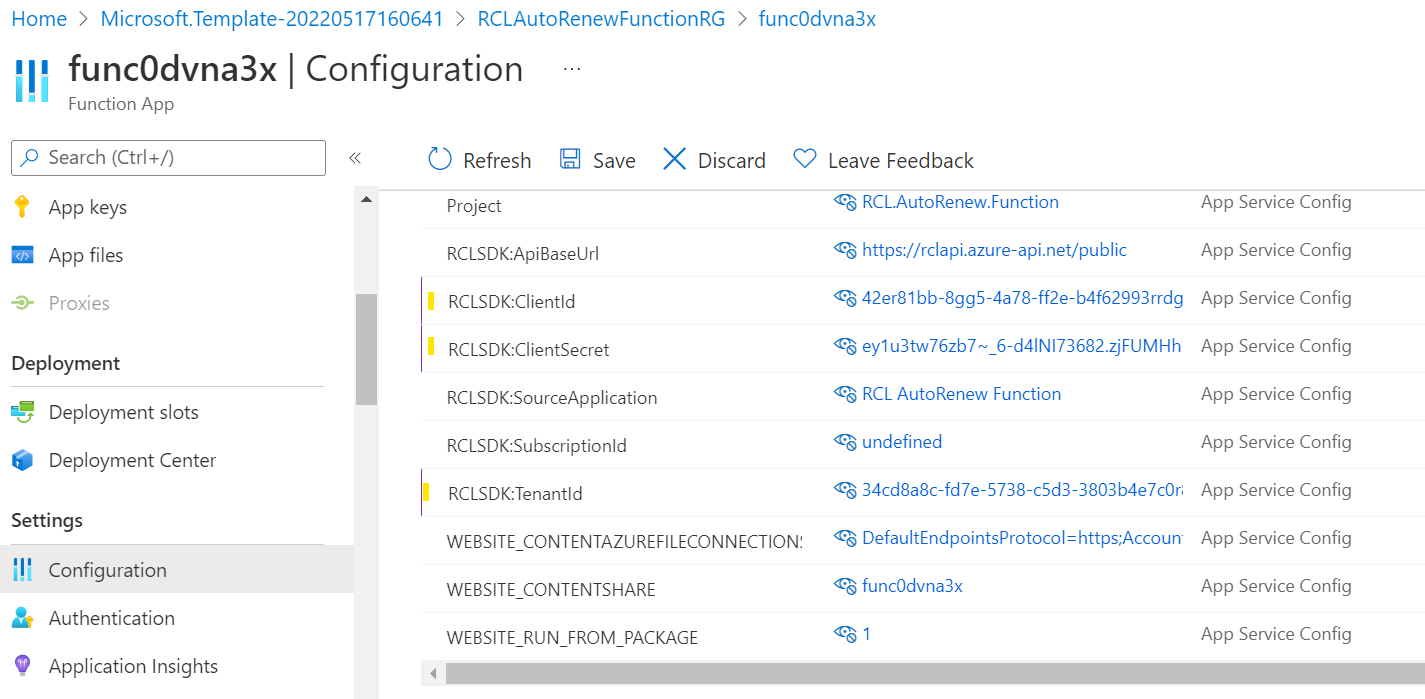 Home > Microsoft.Template-20220517160641 > RCLAutoRenewFunctionRG > func0dvna3x
func0dvna3x | Configuration ...
Function App
Search (Ctrl+/)
«
Refresh Save Discard Leave Feedback
App keys
App files
Proxies
Deployment
Deployment slots
Deployment Center
Settings
Configuration
Authentication
Application Insights
Project RCL.AutoRenew.Function App Service Config
RCLSDK:ApiBaseUrl https://rclapi.azure-api.net/public App Service Config
RCLSDK:ClientId 42er81bb-8gg5-4a78-ff2e-b4f62993rrdg App Service Config
RCLSDK:ClientSecret ey1u3tw76zb7~_6-d4lNI73682.zjFUMHh App Service Config
RCLSDK:SourceApplication RCL AutoRenew Function App Service Config
RCLSDK:SubscriptionId undefined App Service Config
RCLSDK:TenantId 34cd8a8c-fd7e-5738-c5d3-3803b4e7c0r8 App Service Config
WEBSITE_CONTENTAZUREFILECONNECTIONS DefaultEndpointsProtocol=https;Account App Service Config
WEBSITE_CONTENTSHARE func0dvna3x App Service Config
WEBSITE_RUN_FROM_PACKAGE 1 App Service Config